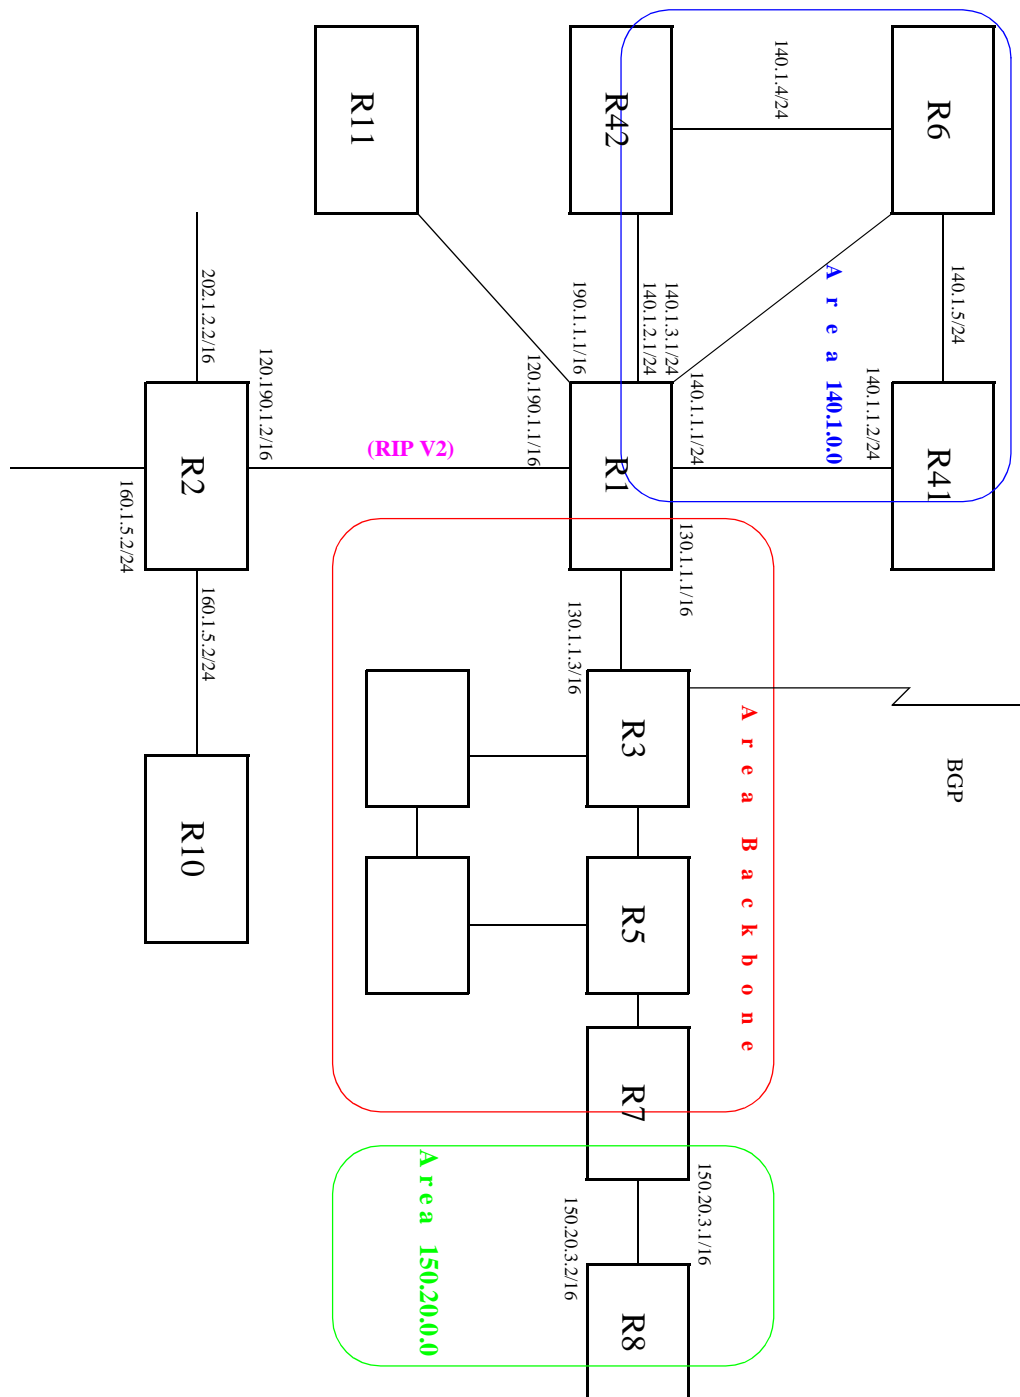 R6
140.1.5/24
140.1.1.2/24
R41
BGP
140.1.4/24
Area 140.1.0.0
Area Backbone
140.1.3.1/24
140.1.2.1/24
140.1.1.1/24
130.1.1.1/16
150.20.3.1/16
R42
R1
R3
R5
R7
R8
190.1.1.1/16
120.190.1.1/16
130.1.1.3/16
150.20.3.2/16
(RIP V2)
Area 150.20.0.0
R11
120.190.1.2/16
202.1.2.2/16
R2
160.1.5.2/24
R10
160.1.5.2/24